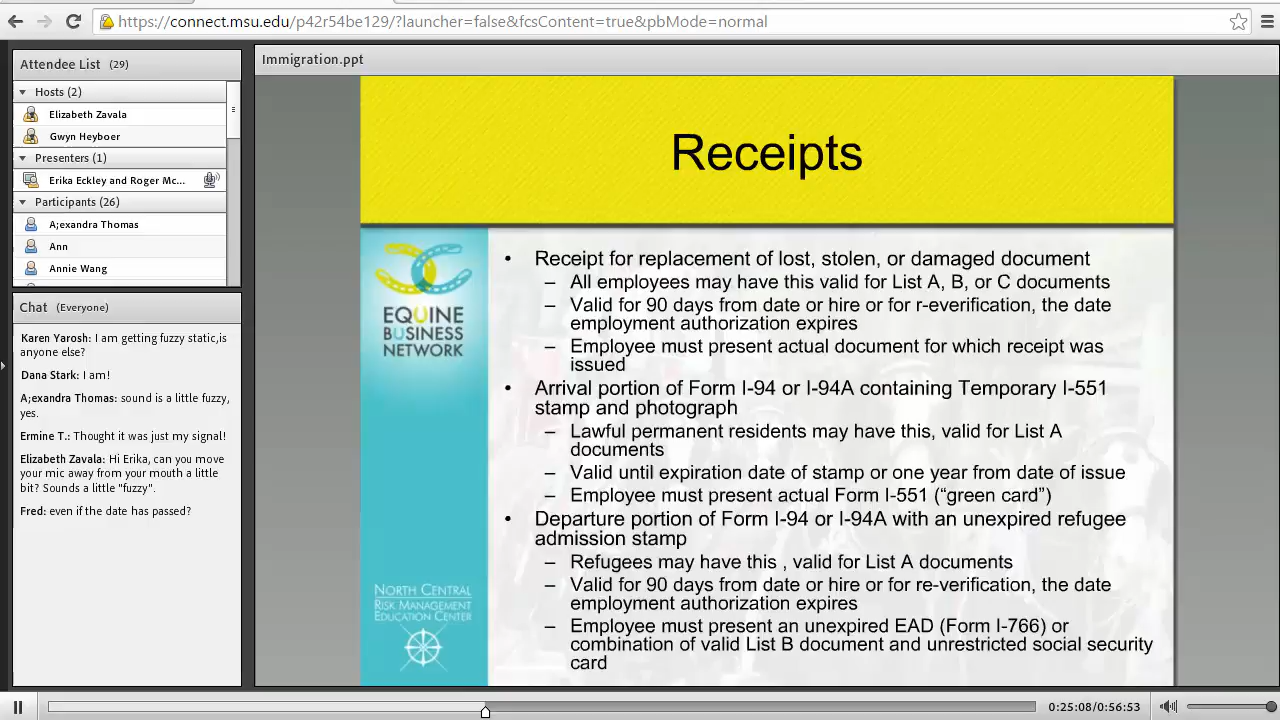 https://connect.msu.edu/p42r54be129/?launcher=false&fcsContent=true&pbMode=normal
Attendee List (29)
Hosts (2)
Elizabeth Zavala
Gwyn Heyboer
Presenters (1)
Erika Eckley and Roger Mc...
Participants (26)
A;exandra Thomas
Ann
Annie Wang
Chat (Everyone)
Karen Yarosh: I am getting fuzzy static,is
anyone else?
Dana Stark: I am!
A;exandra Thomas: sound is a little fuzzy,
yes.
Ermine T.: Thought it was just my signal!
Elizabeth Zavala: Hi Erika, can you move
your mic away from your mouth a little
bit? Sounds a little "fuzzy".
Fred: even if the date has passed?
Immigration.ppt
Receipts
EQUINE
BUSINESS
NETWORK
NORTH CENTRAL
RISK MANAGEMENT
EDUCATION CENTER
• Receipt for replacement of lost, stolen, or damaged document
– All employees may have this valid for List A, B, or C documents
– Valid for 90 days from date or hire or for r-everification, the date
employment authorization expires
– Employee must present actual document for which receipt was
issued
• Arrival portion of Form I-94 or I-94A containing Temporary I-551
stamp and photograph
– Lawful permanent residents may have this, valid for List A
documents
– Valid until expiration date of stamp or one year from date of issue
– Employee must present actual Form I-551 (“green card”)
• Departure portion of Form I-94 or I-94A with an unexpired refugee
admission stamp
– Refugees may have this , valid for List A documents
– Valid for 90 days from date or hire or for re-verification, the date
employment authorization expires
– Employee must present an unexpired EAD (Form I-766) or
combination of valid List B document and unrestricted social security
card
0:25:08/0:56:53